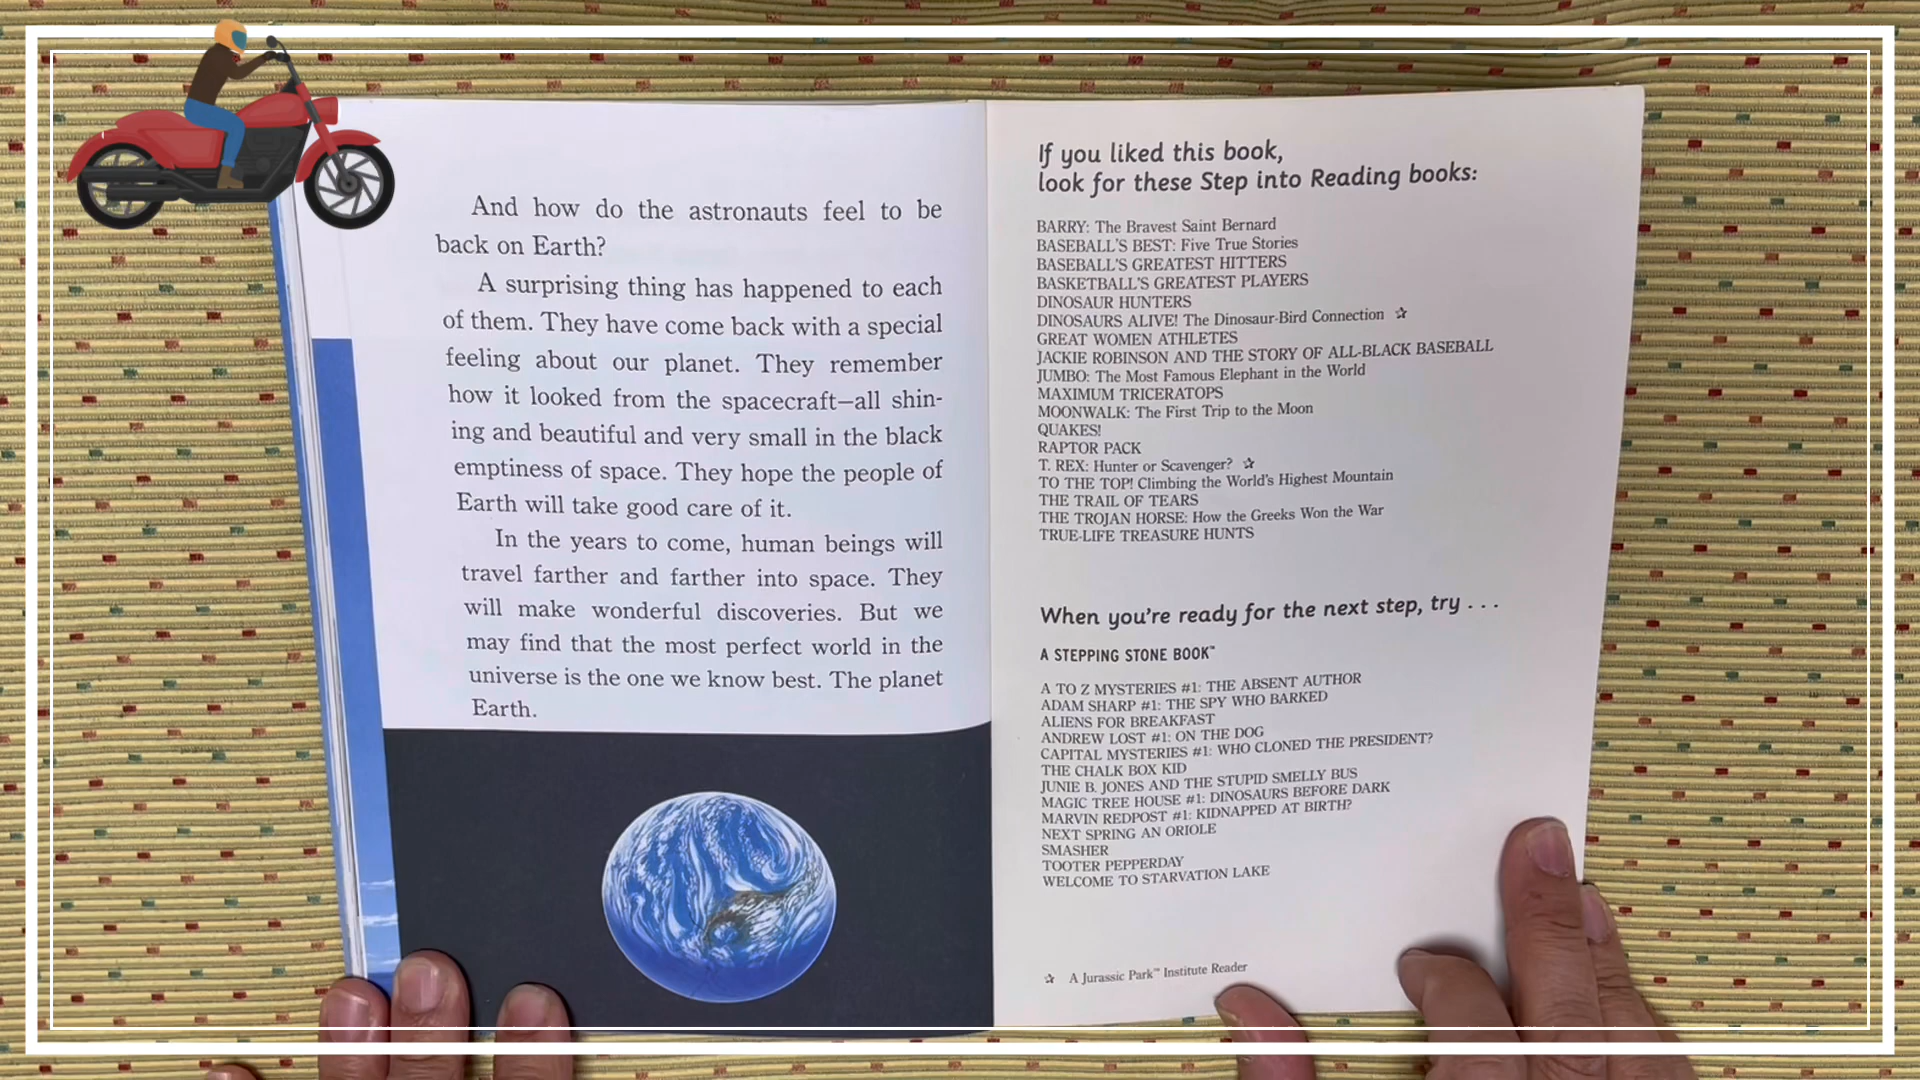 And how do the astronauts feel to be
back on Earth?
A surprising thing has happened to each
of them. They have come back with a special
feeling about our planet. They remember
how it looked from the spacecraft—all shin-
ing and beautiful and very small in the black
emptiness of space. They hope the people of
Earth will take good care of it.
In the years to come, human beings will
travel farther and farther into space. They
will make wonderful discoveries. But we
may find that the most perfect world in the
universe is the one we know best. The planet
Earth.
If you liked this book,
look for these Step into Reading books:
BARRY: The Bravest Saint Bernard
BASEBALL'S BEST: Five True Stories
BASEBALL'S GREATEST HITTERS
BASKETBALL'S GREATEST PLAYERS
DINOSAUR HUNTERS
DINOSAURS ALIVE! The Dinosaur-Bird Connection ✰
GREAT WOMEN ATHLETES
JACKIE ROBINSON AND THE STORY OF ALL-BLACK BASEBALL
JUMBO: The Most Famous Elephant in the World
MAXIMUM TRICERATOPS
MOONWALK: The First Trip to the Moon
QUAKES!
RAPTOR PACK
T. REX: Hunter or Scavenger? ✰
TO THE TOP! Climbing the World's Highest Mountain
THE TRAIL OF TEARS
THE TROJAN HORSE: How the Greeks Won the War
TRUE-LIFE TREASURE HUNTS
When you're ready for the next step, try . . .
A STEPPING STONE BOOK™
A TO Z MYSTERIES #1: THE ABSENT AUTHOR
ADAM SHARP #1: THE SPY WHO BARKED
ALIENS FOR BREAKFAST
ANDREW LOST #1: ON THE DOG
CAPITAL MYSTERIES #1: WHO CLONED THE PRESIDENT?
THE CHALK BOX KID
JUNIE B. JONES AND THE STUPID SMELLY BUS
MAGIC TREE HOUSE #1: DINOSAURS BEFORE DARK
MARVIN REDPOST #1: KIDNAPPED AT BIRTH?
NEXT SPRING AN ORIOLE
SMASHER
TOOTER PEPPERDAY
WELCOME TO STARVATION LAKE
✰ A Jurassic Park™ Institute Reader